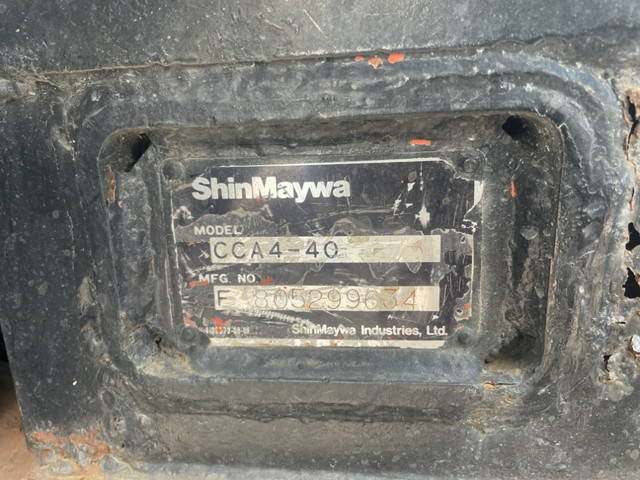 ShinMaywa
MODEL
CCA4-40
MFG. NO.
F 805299634
ShinMaywa Industries, Ltd.